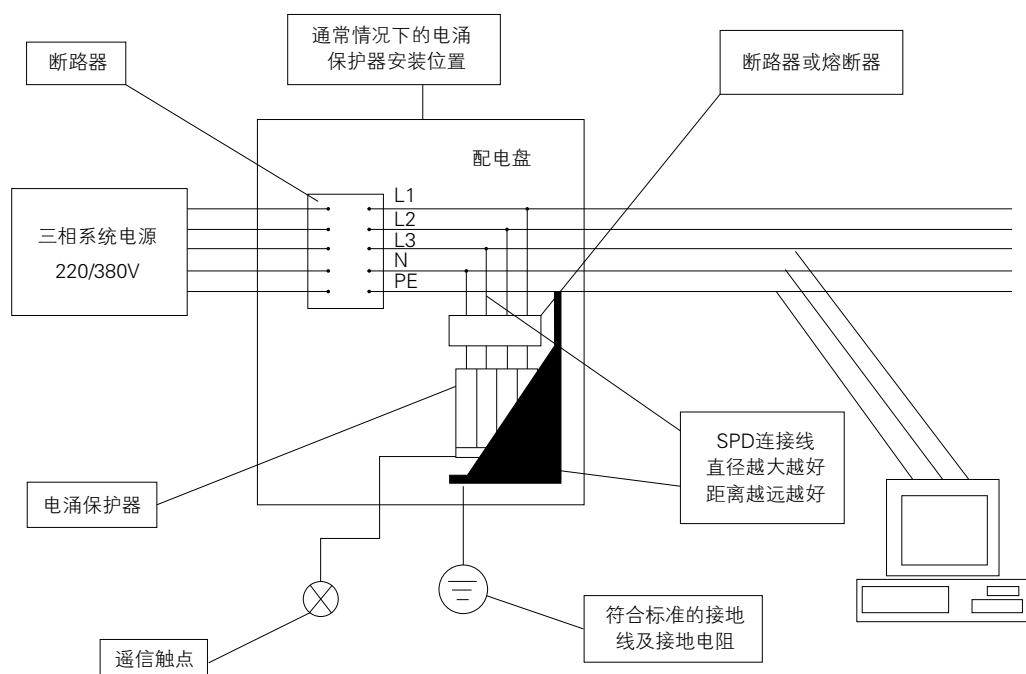 通常情况下的电涌
保护器安装位置
断路器
断路器或熔断器
配电盘
三相系统电源
220/380V
L1
L2
L3
N
PE
SPD连接线
直径越大越好
距离越远越好
电涌保护器
符合标准的接地
线及接地电阻
遥信触点